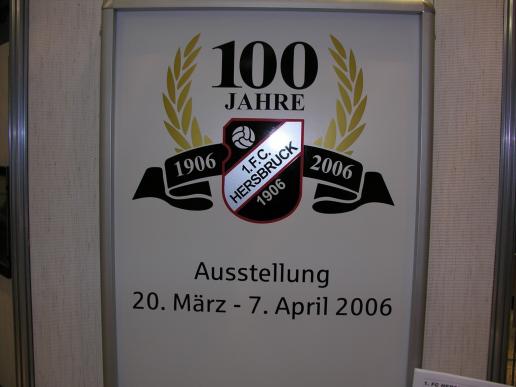 100
JAHRE
1906
2006
1.F.C.
HERSBRUCK
1906
Ausstellung
20. März - 7. April 2006